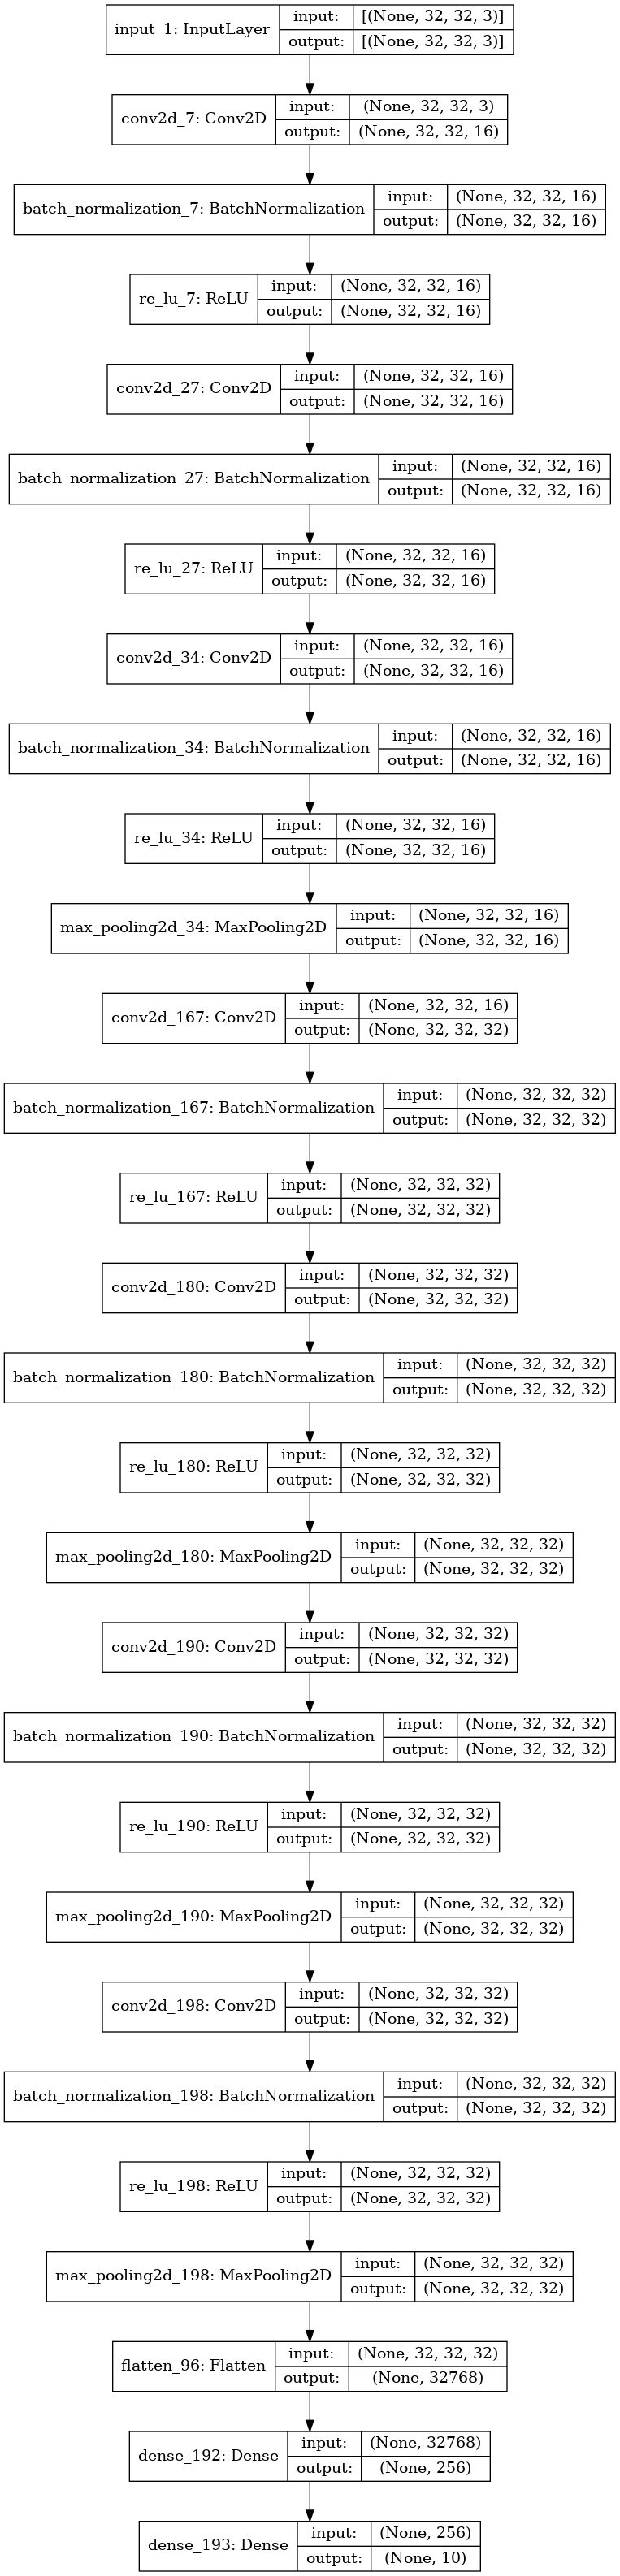 input_1: InputLayer
input: [(None, 32, 32, 3)]
output: [(None, 32, 32, 3)]
conv2d_7: Conv2D
input: (None, 32, 32, 3)
output: (None, 32, 32, 16)
batch_normalization_7: BatchNormalization
input: (None, 32, 32, 16)
output: (None, 32, 32, 16)
re_lu_7: ReLU
input: (None, 32, 32, 16)
output: (None, 32, 32, 16)
conv2d_27: Conv2D
input: (None, 32, 32, 16)
output: (None, 32, 32, 16)
batch_normalization_27: BatchNormalization
input: (None, 32, 32, 16)
output: (None, 32, 32, 16)
re_lu_27: ReLU
input: (None, 32, 32, 16)
output: (None, 32, 32, 16)
conv2d_34: Conv2D
input: (None, 32, 32, 16)
output: (None, 32, 32, 16)
batch_normalization_34: BatchNormalization
input: (None, 32, 32, 16)
output: (None, 32, 32, 16)
re_lu_34: ReLU
input: (None, 32, 32, 16)
output: (None, 32, 32, 16)
max_pooling2d_34: MaxPooling2D
input: (None, 32, 32, 16)
output: (None, 32, 32, 16)
conv2d_167: Conv2D
input: (None, 32, 32, 16)
output: (None, 32, 32, 32)
batch_normalization_167: BatchNormalization
input: (None, 32, 32, 32)
output: (None, 32, 32, 32)
re_lu_167: ReLU
input: (None, 32, 32, 32)
output: (None, 32, 32, 32)
conv2d_180: Conv2D
input: (None, 32, 32, 32)
output: (None, 32, 32, 32)
batch_normalization_180: BatchNormalization
input: (None, 32, 32, 32)
output: (None, 32, 32, 32)
re_lu_180: ReLU
input: (None, 32, 32, 32)
output: (None, 32, 32, 32)
max_pooling2d_180: MaxPooling2D
input: (None, 32, 32, 32)
output: (None, 32, 32, 32)
conv2d_190: Conv2D
input: (None, 32, 32, 32)
output: (None, 32, 32, 32)
batch_normalization_190: BatchNormalization
input: (None, 32, 32, 32)
output: (None, 32, 32, 32)
re_lu_190: ReLU
input: (None, 32, 32, 32)
output: (None, 32, 32, 32)
max_pooling2d_190: MaxPooling2D
input: (None, 32, 32, 32)
output: (None, 32, 32, 32)
conv2d_198: Conv2D
input: (None, 32, 32, 32)
output: (None, 32, 32, 32)
batch_normalization_198: BatchNormalization
input: (None, 32, 32, 32)
output: (None, 32, 32, 32)
re_lu_198: ReLU
input: (None, 32, 32, 32)
output: (None, 32, 32, 32)
max_pooling2d_198: MaxPooling2D
input: (None, 32, 32, 32)
output: (None, 32, 32, 32)
flatten_96: Flatten
input: (None, 32, 32, 32)
output: (None, 32768)
dense_192: Dense
input: (None, 32768)
output: (None, 256)
dense_193: Dense
input: (None, 256)
output: (None, 10)